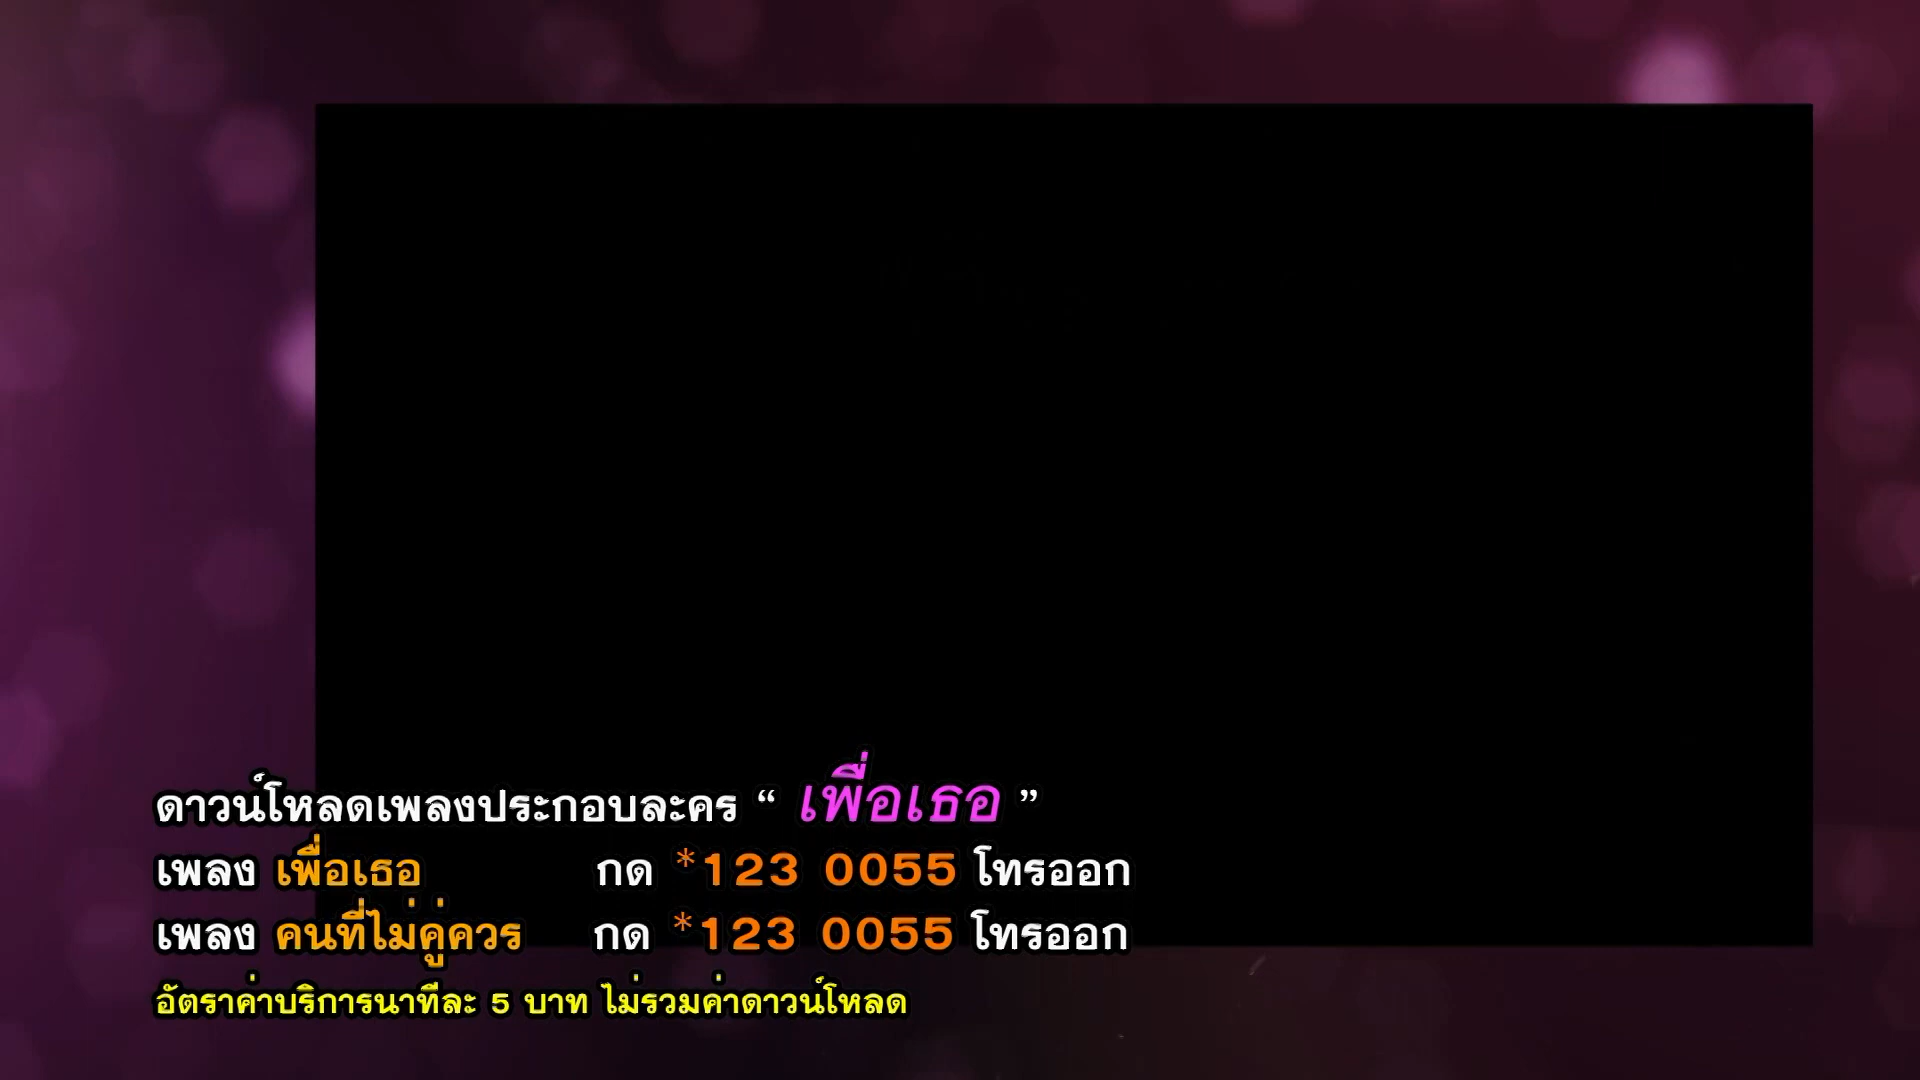 ดาวน์โหลดเพลงประกอบละคร “ เพื่อเธอ ”
เพลง เพื่อเธอ กด *123 0055 โทรออก
เพลง คนที่ไม่คู่ควร กด *123 0055 โทรออก
อัตราค่าบริการนาทีละ 5 บาท ไม่รวมค่าดาวน์โหลด